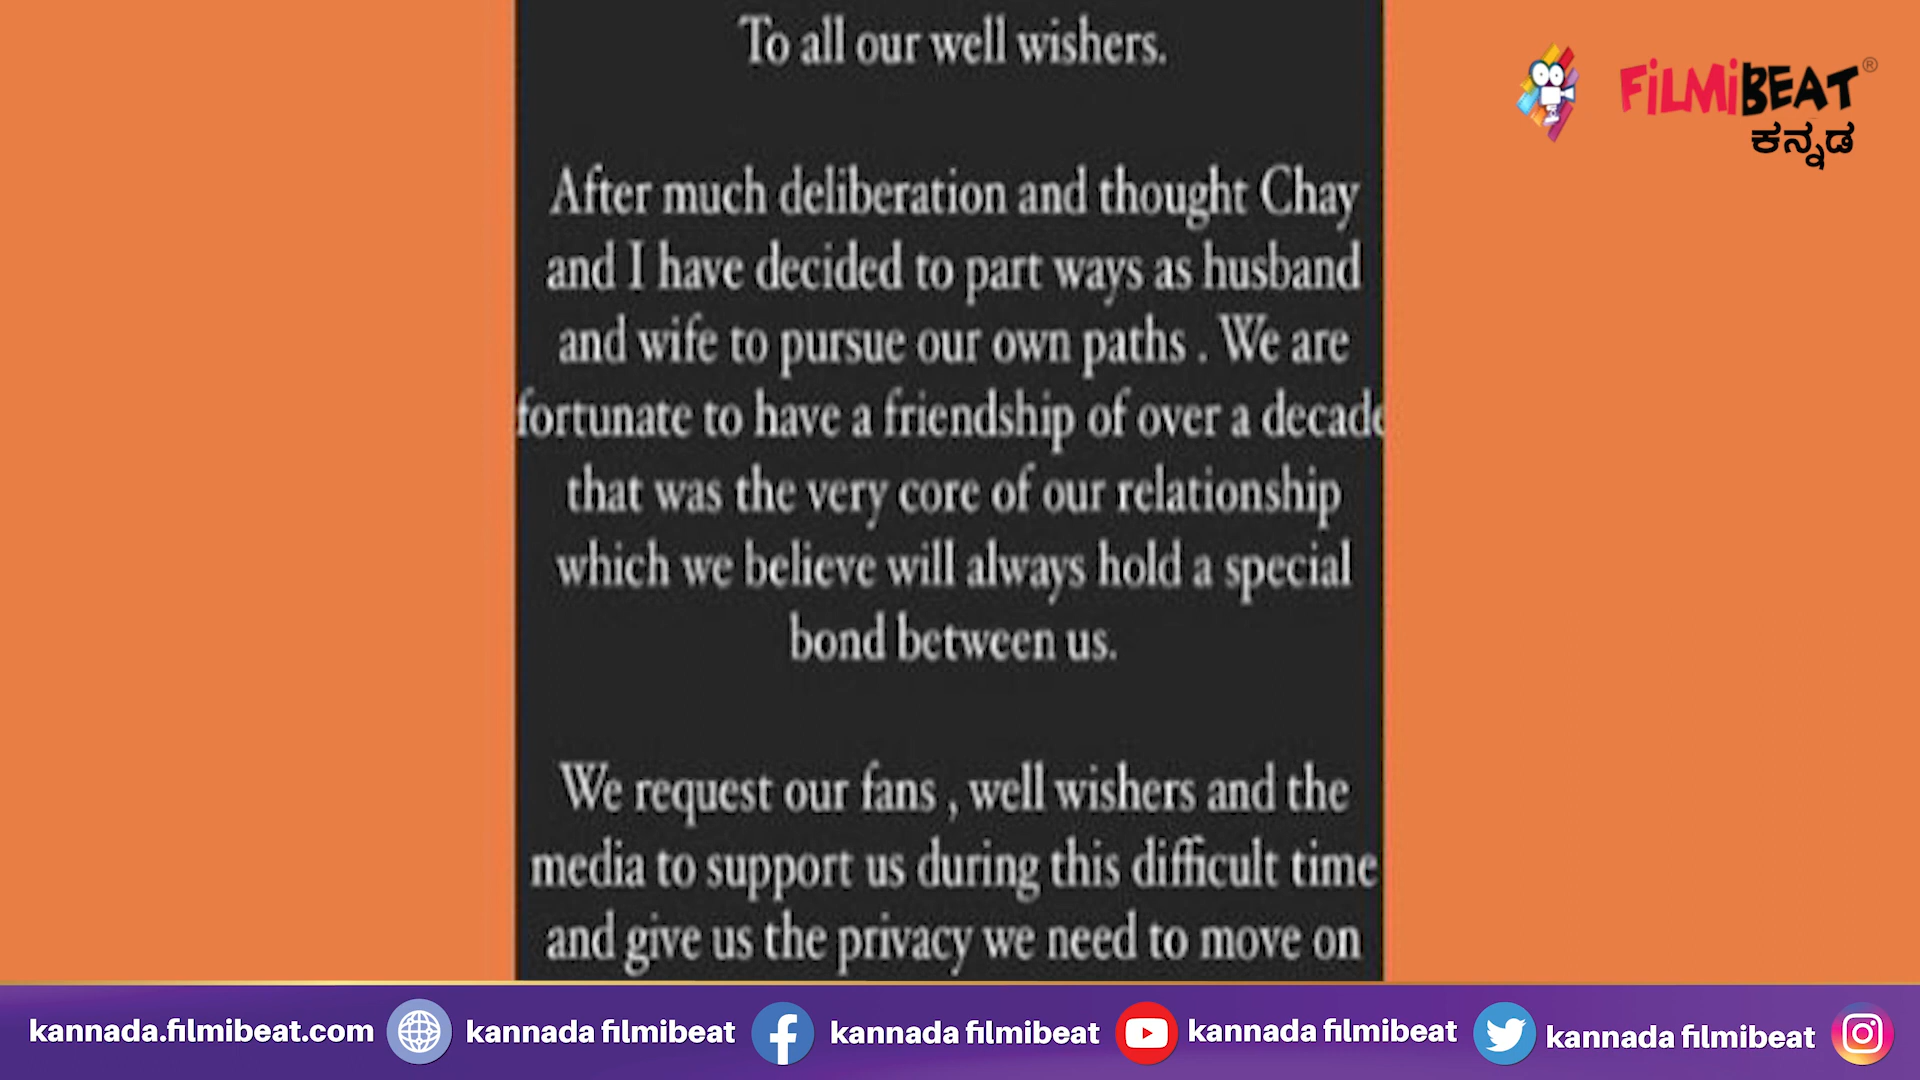 To all our well wishers.
After much deliberation and thought Chay
and I have decided to part ways as husband
and wife to pursue our own paths . We are
fortunate to have a friendship of over a decade
that was the very core of our relationship
which we believe will always hold a special
bond between us.
We request our fans , well wishers and the
media to support us during this difficult time
and give us the privacy we need to move on
FiLMiBEAT®
ಕನ್ನಡ
kannada.filmibeat.com kannada filmibeat kannada filmibeat kannada filmibeat kannada filmibeat